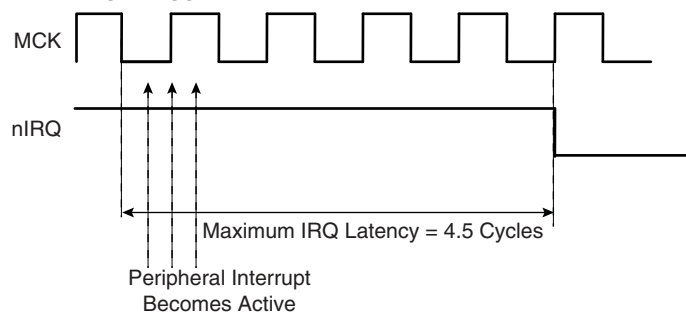 MCK
nIRQ
Maximum IRQ Latency = 4.5 Cycles
Peripheral Interrupt
Becomes Active